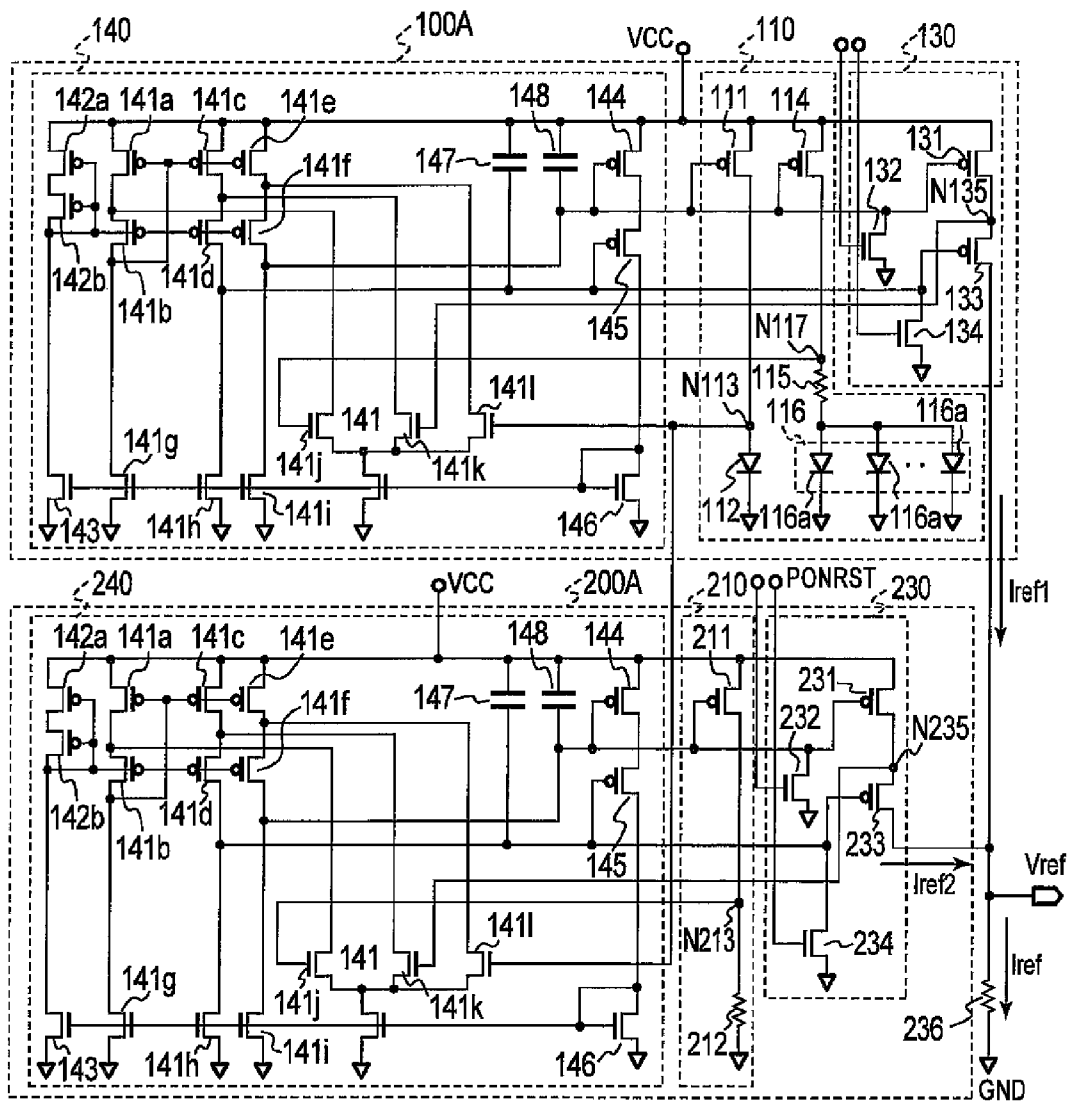 140
100A
VCC
110
130
142a
141a
141c
141e
148
144
111
114
131
147
141f
132
N135
142b
141d
141b
145
133
134
N117
115
N113
116
116a
141l
141
141g
141j
141k
143
141h
141i
146
112
116a
116a
Iref1
240
VCC
200A
210
PONRST
230
142a
141a
141c
141e
148
144
211
231
147
141f
232
N235
142b
141d
141b
145
233
Iref2
Vref
141l
N213
234
141
141g
141j
141k
Iref
143
141h
141i
146
212
236
GND